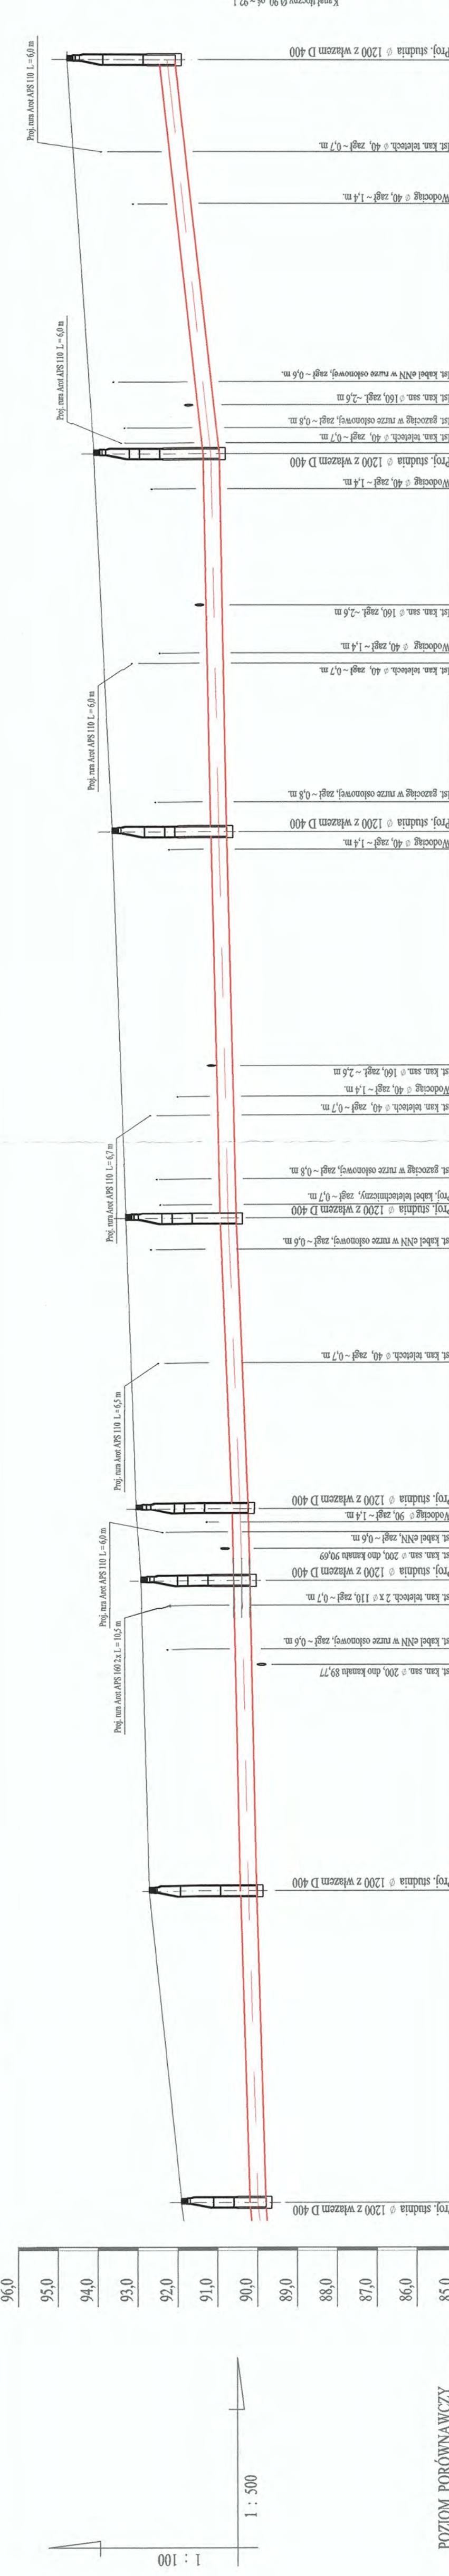 Kanał tłoczny Ø 90, oś ~ 92,1
Proj. studnia ⌀ 1200 z włazem D 400
Proj. rura Arot APS 110 L = 6,0 m
Ist. kan. teletech. ⌀ 40, zagł ~ 0,7 m.
Wodociąg ⌀ 40, zagł ~ 1,4 m.
Proj. rura Arot APS 110 L = 6,0 m
Ist. kabel eNN w rurze osłonowej, zagł ~ 0,6 m.
Ist. kan. san. ⌀ 160, zagł. ~2,6 m
Ist. gazociąg w rurze osłonowej, zagł ~ 0,8 m.
Ist. kan. teletech. ⌀ 40, zagł ~ 0,7 m.
Proj. studnia ⌀ 1200 z włazem D 400
Wodociąg ⌀ 40, zagł ~ 1,4 m.
Ist. kan. san. ⌀ 160, zagł. ~2,6 m
Wodociąg ⌀ 40, zagł ~ 1,4 m.
Ist. kan. teletech. ⌀ 40, zagł ~ 0,7 m.
Proj. rura Arot APS 110 L = 6,0 m
Ist. gazociąg w rurze osłonowej, zagł ~ 0,8 m.
Proj. studnia ⌀ 1200 z włazem D 400
Wodociąg ⌀ 40, zagł ~ 1,4 m.
Ist. kan. san. ⌀ 160, zagł. ~ 2,6 m
Wodociąg ⌀ 40, zagł ~ 1,4 m.
Ist. kan. teletech. ⌀ 40, zagł ~ 0,7 m.
Proj. rura Arot APS 110 L = 6,7 m
Ist. gazociąg w rurze osłonowej, zagł ~ 0,8 m.
Proj. kabel teletechniczny, zagł ~ 0,7 m.
Proj. studnia ⌀ 1200 z włazem D 400
Ist. kabel eNN w rurze osłonowej, zagł ~ 0,6 m.
Ist. kan. teletech. ⌀ 40, zagł ~ 0,7 m.
Proj. rura Arot APS 110 L = 6,5 m
Proj. studnia ⌀ 1200 z włazem D 400
Wodociąg ⌀ 90, zagł ~ 1,4 m.
Ist. kabel eNN, zagł ~ 0,6 m.
Ist. kan. san. ⌀ 200, dno kanału 90,69
Proj. rura Arot APS 110 L = 6,0 m
Proj. studnia ⌀ 1200 z włazem D 400
Ist. kan. teletech. 2 x ⌀ 110, zagł ~ 0,7 m.
Proj. rura Arot APS 160 2 x L = 10,5 m
Ist. kabel eNN w rurze osłonowej, zagł ~ 0,6 m.
Ist. kan. san. ⌀ 200, dno kanału 89,77
Proj. studnia ⌀ 1200 z włazem D 400
Proj. studnia ⌀ 1200 z włazem D 400
96,0
95,0
94,0
93,0
92,0
91,0
90,0
89,0
88,0
87,0
86,0
85,0
1 : 100
1 : 500
POZIOM PORÓWNAWCZY